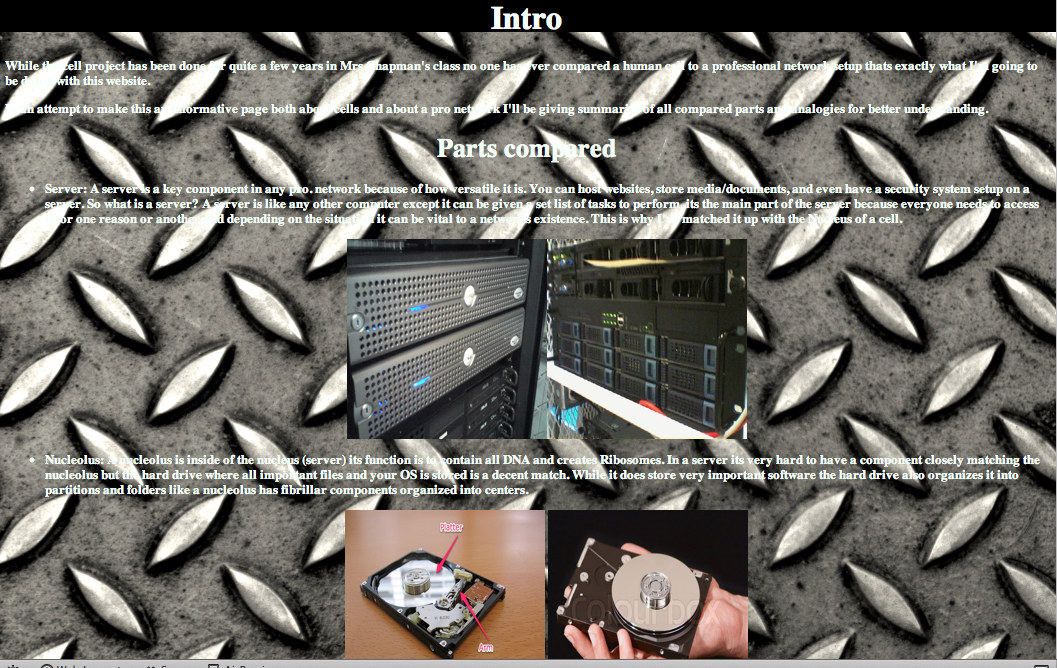 Intro
While the cell project has been done for quite a few years in Mrs Chapman's class no one has ever compared a human cell to a professional network setup thats exactly what I'm going to
be doing with this website.
In an attempt to make this an informative page both about cells and about a pro network I'll be giving summaries of all compared parts and analogies for better understanding.
Parts compared
Server: A server is a key component in any pro. network because of how versatile it is. You can host websites, store media/documents, and even have a security system setup on a
server. So what is a server? A server is like any other computer except it can be given a set list of tasks to perform, its the main part of the server because everyone needs to access
it for one reason or another and depending on the situation it can be vital to a networks existence. This is why I've matched it up with the Nucleus of a cell.
Nucleolus: A nucleolus is inside of the nucleus (server) its function is to contain all DNA and creates Ribosomes. In a server its very hard to have a component closely matching the
nucleolus but the hard drive where all important files and your OS is stored is a decent match. While it does store very important software the hard drive also organizes it into
partitions and folders like a nucleolus has fibrillar components organized into centers.
Platter
Arm